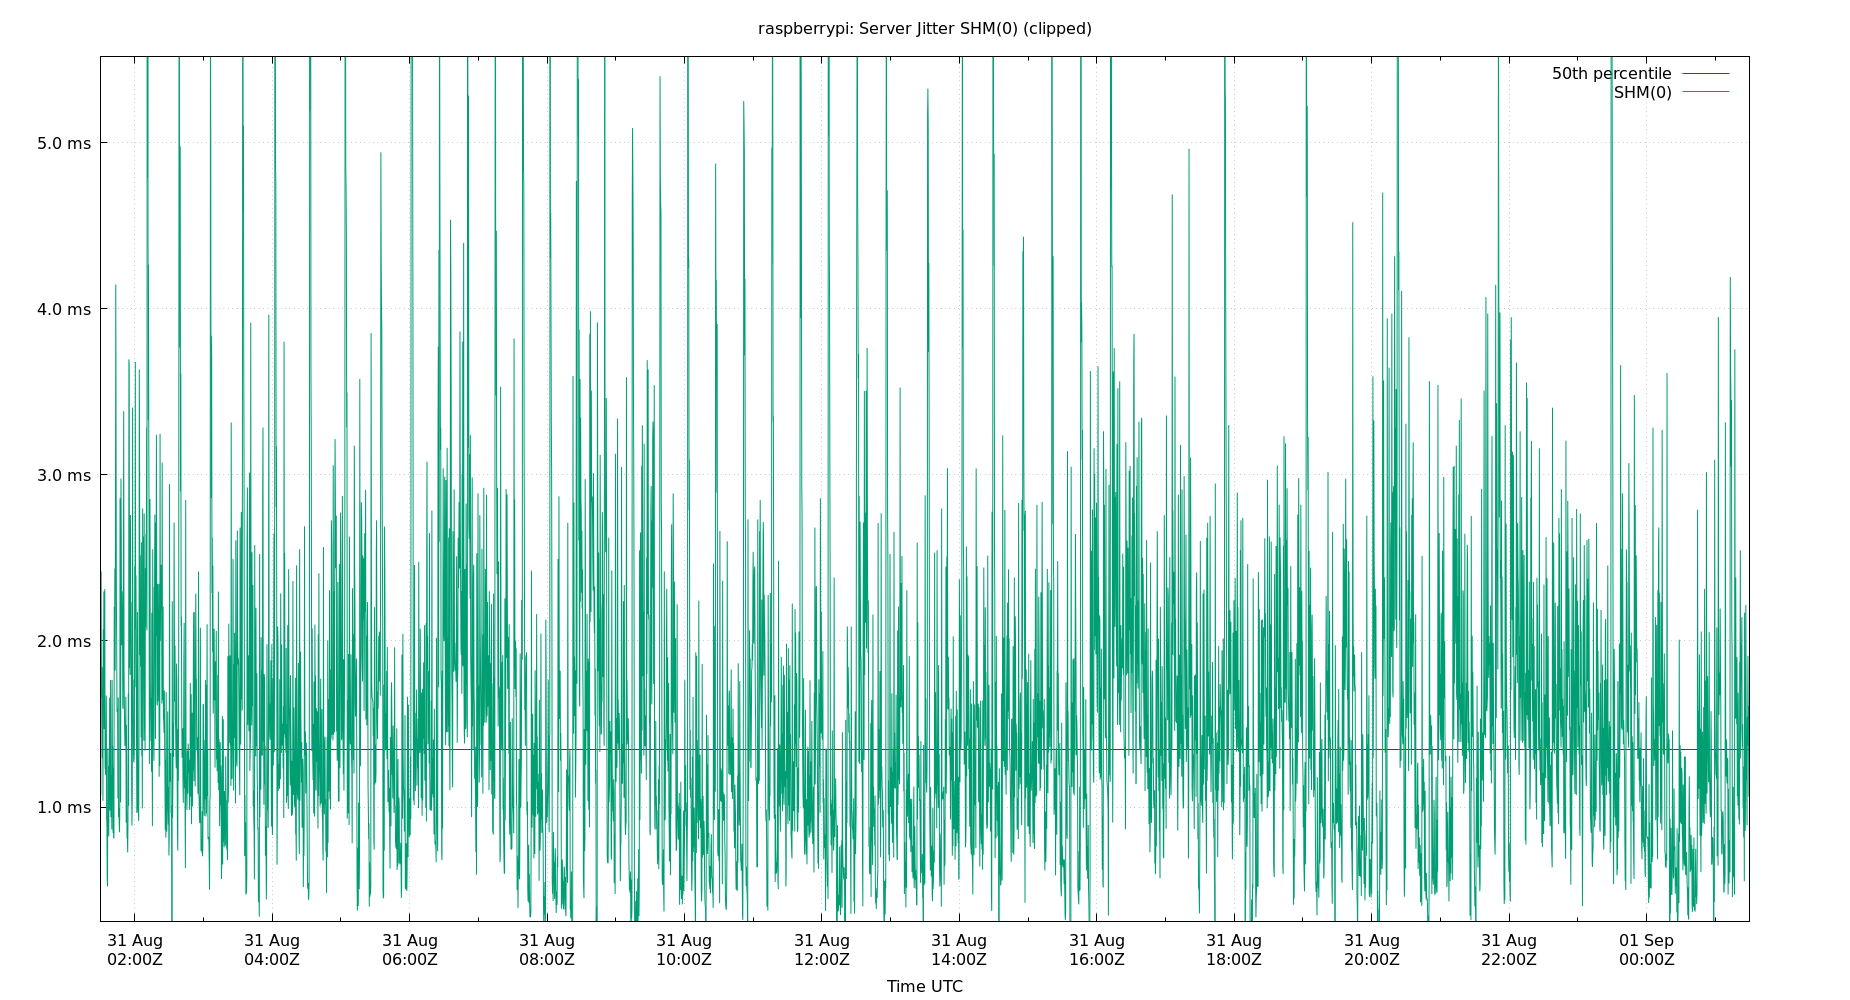 raspberrypi: Server Jitter SHM(0) (clipped)
50th percentile
SHM(0)
5.0 ms
4.0 ms
3.0 ms
2.0 ms
1.0 ms
31 Aug 31 Aug 31 Aug 31 Aug 31 Aug 31 Aug 31 Aug 31 Aug 31 Aug 31 Aug 31 Aug 01 Sep
02:00Z 04:00Z 06:00Z 08:00Z 10:00Z 12:00Z 14:00Z 16:00Z 18:00Z 20:00Z 22:00Z 00:00Z
Time UTC